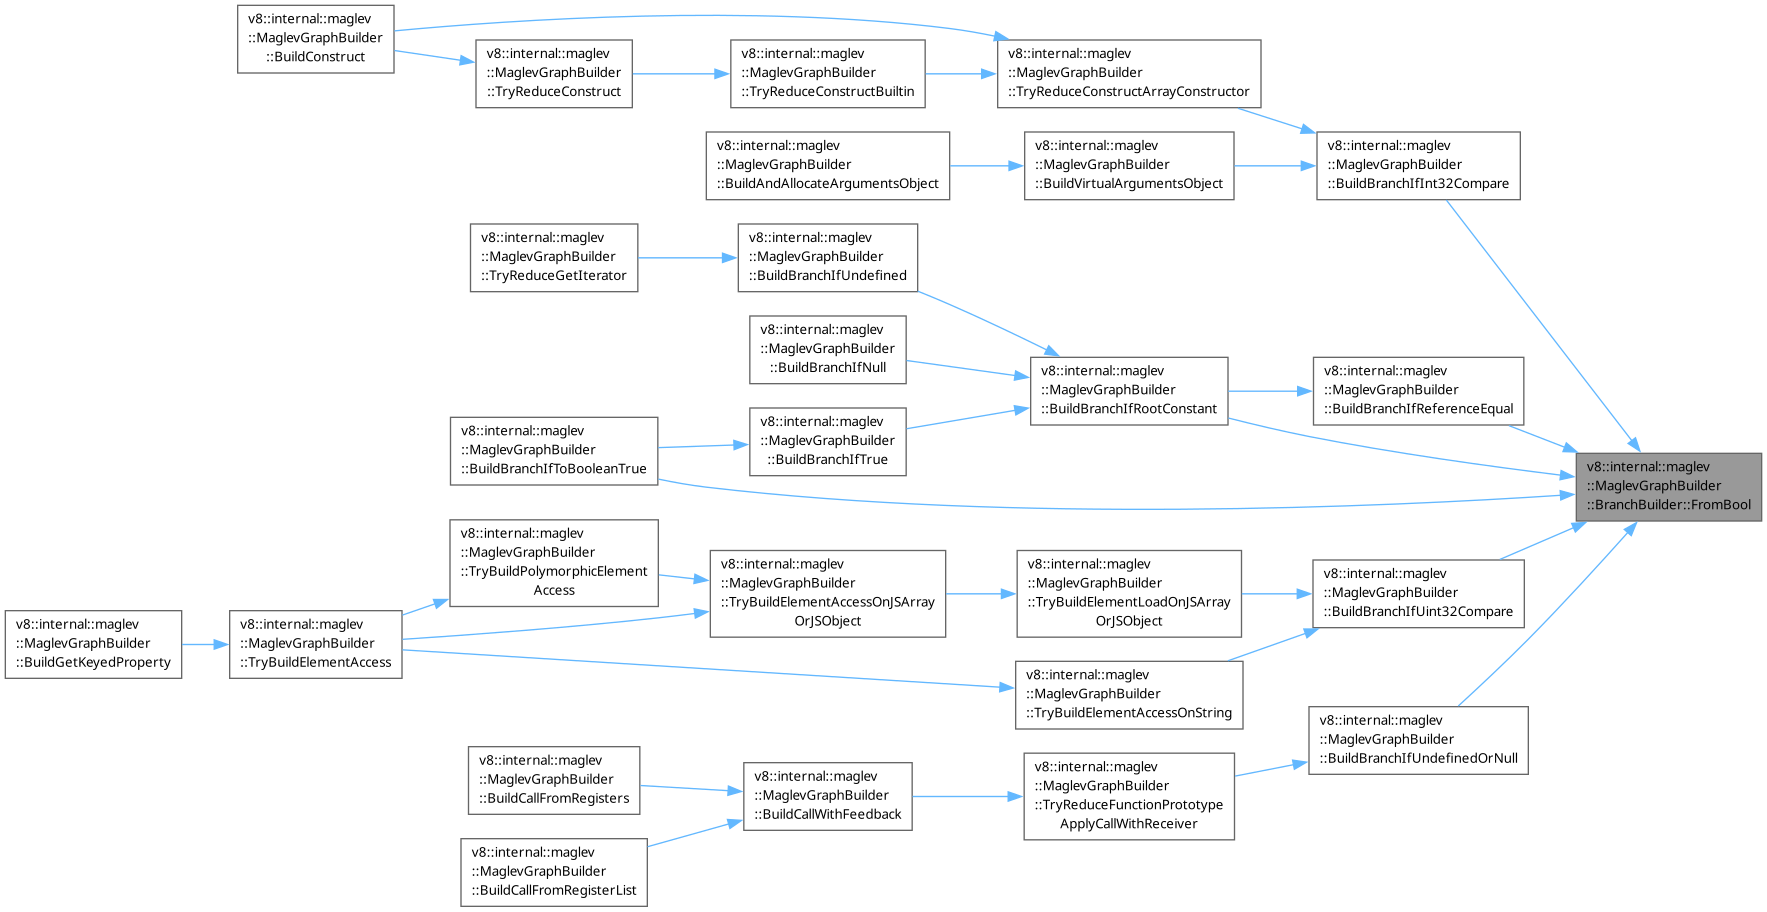 v8::internal::maglev
::MaglevGraphBuilder
::BuildConstruct
v8::internal::maglev
::MaglevGraphBuilder
::TryReduceConstruct
v8::internal::maglev
::MaglevGraphBuilder
::TryReduceConstructBuiltin
v8::internal::maglev
::MaglevGraphBuilder
::TryReduceConstructArrayConstructor
v8::internal::maglev
::MaglevGraphBuilder
::BuildAndAllocateArgumentsObject
v8::internal::maglev
::MaglevGraphBuilder
::BuildVirtualArgumentsObject
v8::internal::maglev
::MaglevGraphBuilder
::BuildBranchIfInt32Compare
v8::internal::maglev
::MaglevGraphBuilder
::TryReduceGetIterator
v8::internal::maglev
::MaglevGraphBuilder
::BuildBranchIfUndefined
v8::internal::maglev
::MaglevGraphBuilder
::BuildBranchIfNull
v8::internal::maglev
::MaglevGraphBuilder
::BuildBranchIfRootConstant
v8::internal::maglev
::MaglevGraphBuilder
::BuildBranchIfReferenceEqual
v8::internal::maglev
::MaglevGraphBuilder
::BuildBranchIfToBooleanTrue
v8::internal::maglev
::MaglevGraphBuilder
::BuildBranchIfTrue
v8::internal::maglev
::MaglevGraphBuilder
::BranchBuilder::FromBool
v8::internal::maglev
::MaglevGraphBuilder
::TryBuildPolymorphicElement
Access
v8::internal::maglev
::MaglevGraphBuilder
::TryBuildElementAccessOnJSArray
OrJSObject
v8::internal::maglev
::MaglevGraphBuilder
::TryBuildElementLoadOnJSArray
OrJSObject
v8::internal::maglev
::MaglevGraphBuilder
::BuildBranchIfUint32Compare
v8::internal::maglev
::MaglevGraphBuilder
::BuildGetKeyedProperty
v8::internal::maglev
::MaglevGraphBuilder
::TryBuildElementAccess
v8::internal::maglev
::MaglevGraphBuilder
::TryBuildElementAccessOnString
v8::internal::maglev
::MaglevGraphBuilder
::BuildBranchIfUndefinedOrNull
v8::internal::maglev
::MaglevGraphBuilder
::BuildCallFromRegisters
v8::internal::maglev
::MaglevGraphBuilder
::BuildCallWithFeedback
v8::internal::maglev
::MaglevGraphBuilder
::TryReduceFunctionPrototype
ApplyCallWithReceiver
v8::internal::maglev
::MaglevGraphBuilder
::BuildCallFromRegisterList